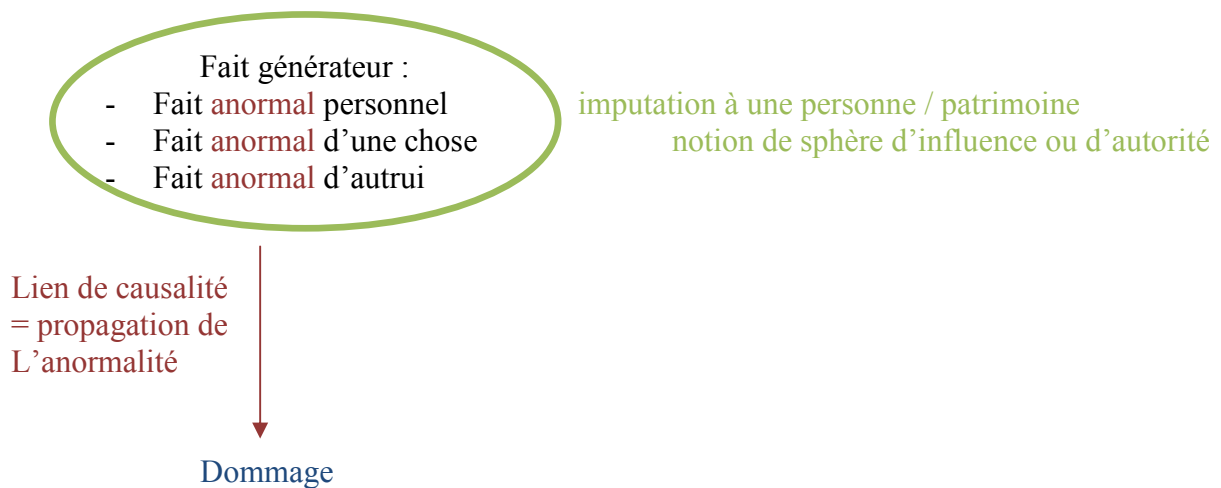 Fait générateur :
- Fait anormal personnel
imputation à une personne / patrimoine
- Fait anormal d’une chose
notion de sphère d’influence ou d’autorité
- Fait anormal d’autrui
Lien de causalité
= propagation de
L’anormalité
Dommage